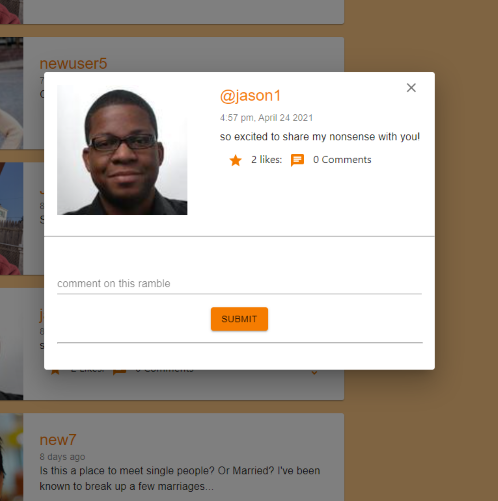 newuser5
@jason1
4:57 pm, April 24 2021
so excited to share my nonsense with you!
2 likes:
0 Comments
comment on this ramble
SUBMIT
new7
8 days ago
Is this a place to meet single people? Or Married? I've been
known to break up a few marriages...